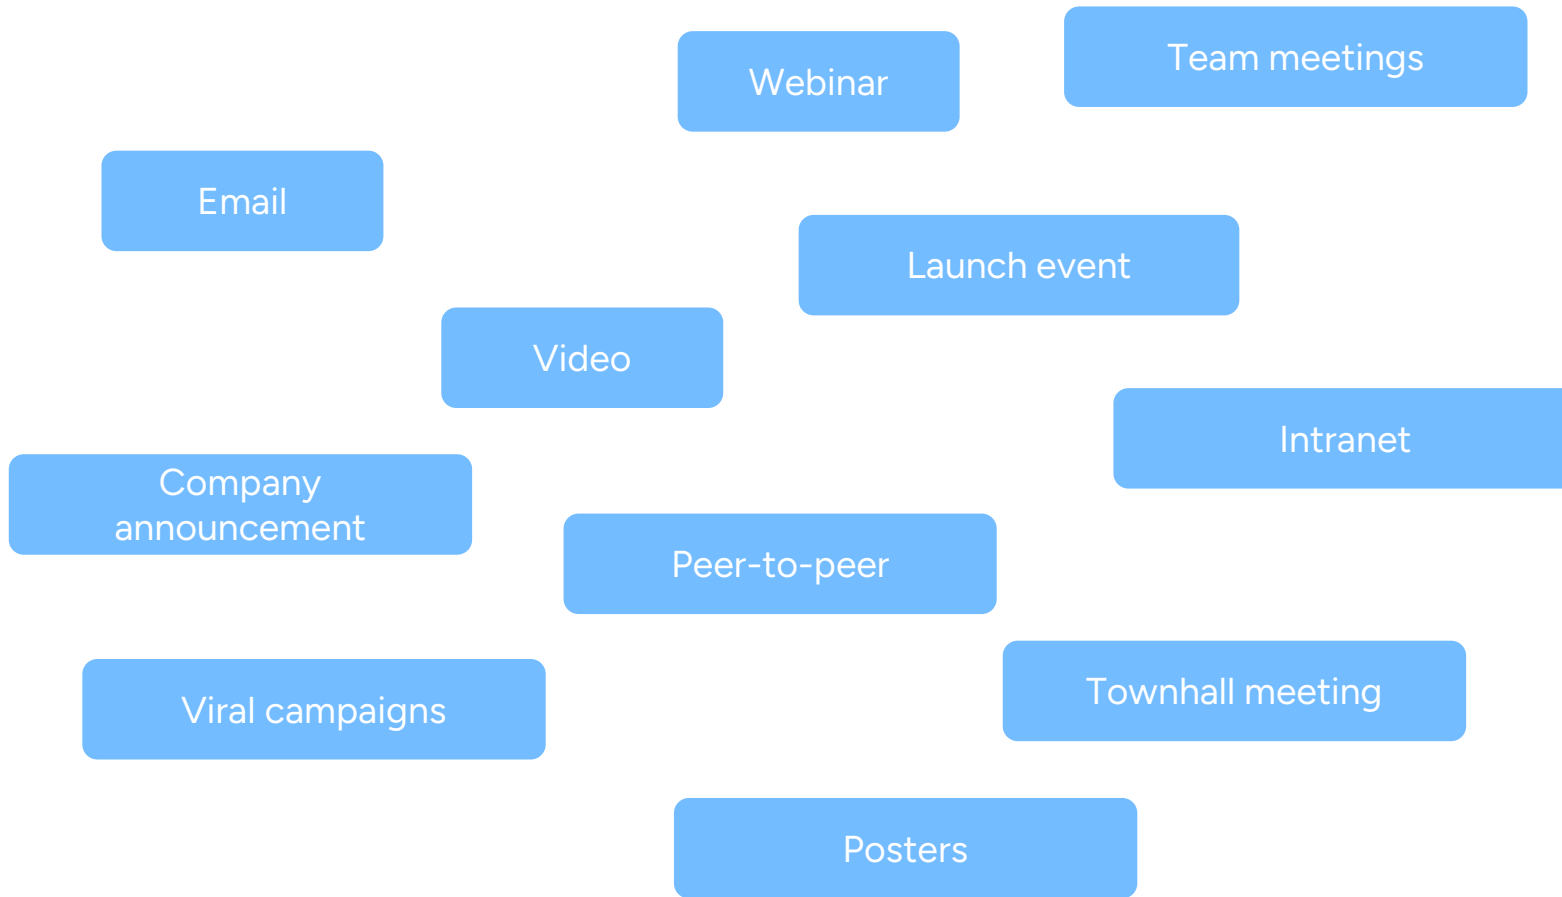 Team meetings
Webinar
Email
Launch event
Video
Intranet
Company
announcement
Peer-to-peer
Townhall meeting
Viral campaigns
Posters